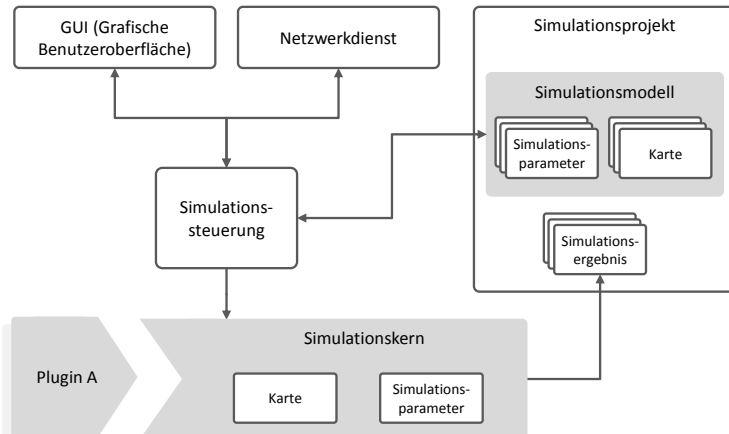 GUI (Grafische
Benutzeroberfläche)
Netzwerkdienst
Simulationsprojekt
Simulationsmodell
Simulations-
parameter
Karte
Simulations-
steuerung
Simulations-
ergebnis
Simulationskern
Plugin A
Karte
Simulations-
parameter